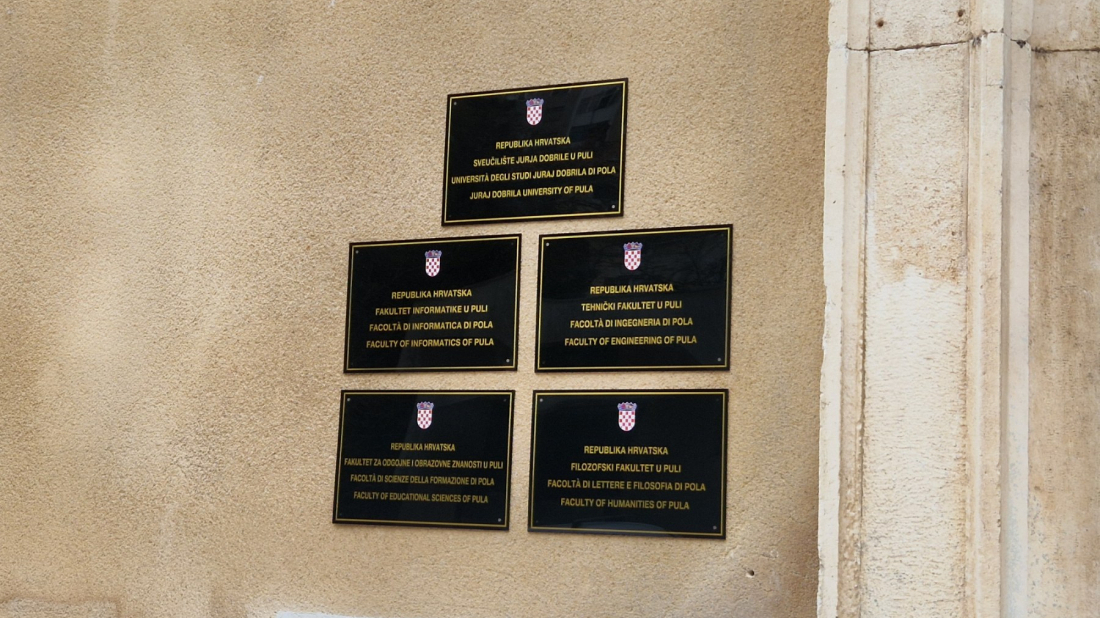 REPUBLIKA HRVATSKA
SVEUČILIŠTE JURJA DOBRILE U PULI
UNIVERSITÀ DEGLI STUDI JURAJ DOBRILA DI POLA
JURAJ DOBRILA UNIVERSITY OF PULA
REPUBLIKA HRVATSKA
FAKULTET INFORMATIKE U PULI
FACOLTÀ DI INFORMATICA DI POLA
FACULTY OF INFORMATICS OF PULA
REPUBLIKA HRVATSKA
TEHNIČKI FAKULTET U PULI
FACOLTÀ DI INGEGNERIA DI POLA
FACULTY OF ENGINEERING OF PULA
REPUBLIKA HRVATSKA
FAKULTET ZA ODGOJNE I OBRAZOVNE ZNANOSTI U PULI
FACOLTÀ DI SCIENZE DELLA FORMAZIONE DI POLA
FACULTY OF EDUCATIONAL SCIENCES OF PULA
REPUBLIKA HRVATSKA
FILOZOFSKI FAKULTET U PULI
FACOLTÀ DI LETTERE E FILOSOFIA DI POLA
FACULTY OF HUMANITIES OF PULA